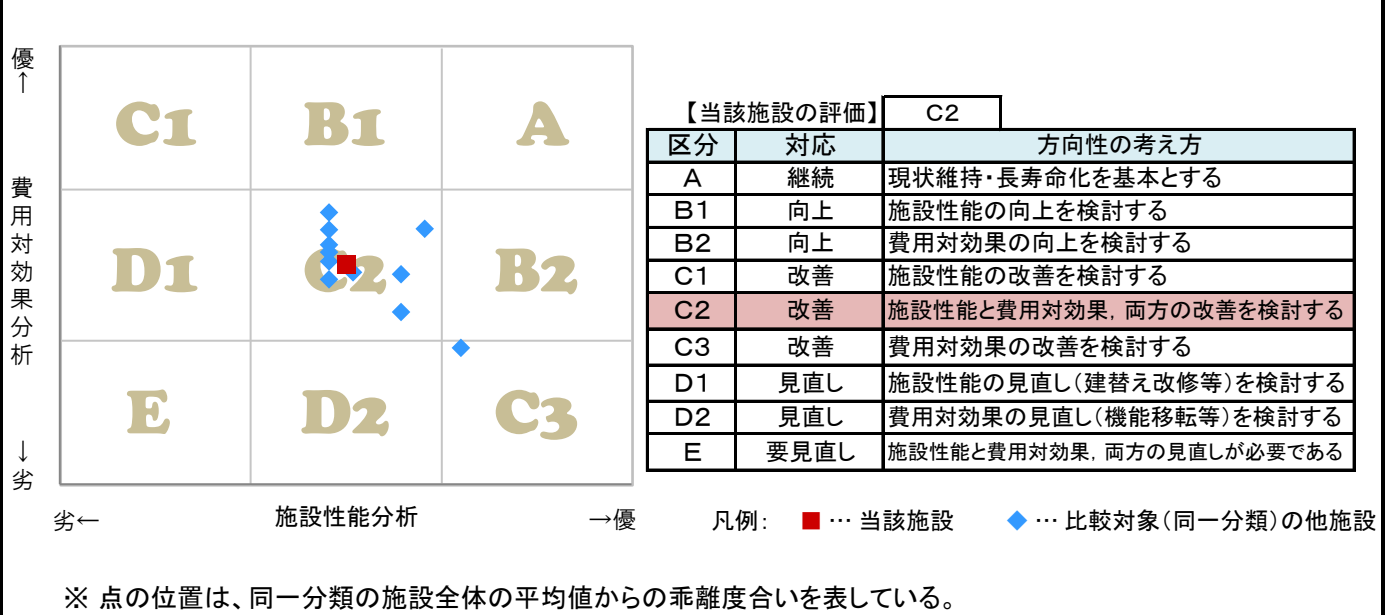 優
↑
費用対効果分析
↓
劣
C1 B1 A
D1 C2 B2
E D2 C3
劣← 施設性能分析 →優
【当該施設の評価】 C2
区分 対応 方向性の考え方
A 継続 現状維持・長寿命化を基本とする
B1 向上 施設性能の向上を検討する
B2 向上 費用対効果の向上を検討する
C1 改善 施設性能の改善を検討する
C2 改善 施設性能と費用対効果，両方の改善を検討する
C3 改善 費用対効果の改善を検討する
D1 見直し 施設性能の見直し（建替え改修等）を検討する
D2 見直し 費用対効果の見直し（機能移転等）を検討する
E 要見直し 施設性能と費用対効果，両方の見直しが必要である
凡例： ■ … 当該施設 ◆ … 比較対象（同一分類）の他施設
※ 点の位置は、同一分類の施設全体の平均値からの乖離度合いを表している。